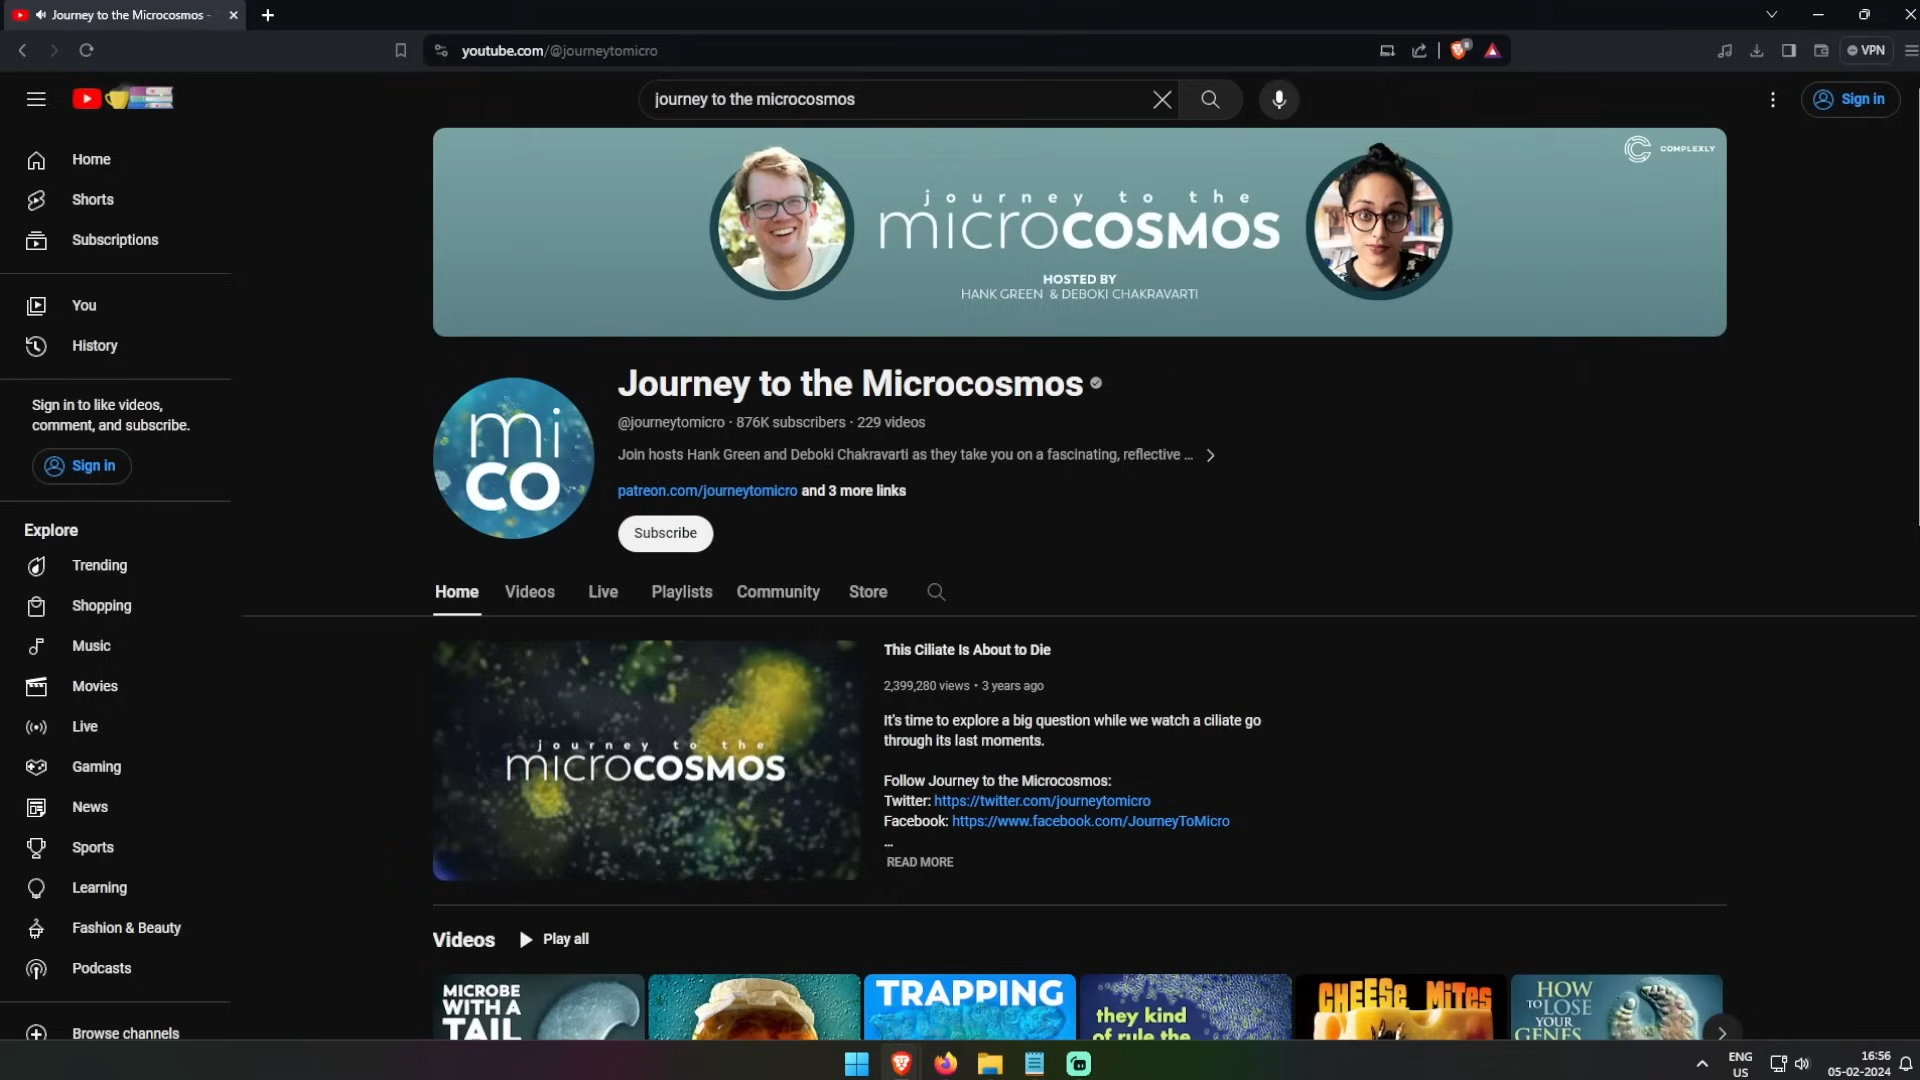 Journey to the Microcosmos -
youtube.com/@journeytomicro
VPN
journey to the microcosmos
Sign in
Home
Shorts
Subscriptions
You
History
Sign in to like videos,
comment, and subscribe.
Sign in
Explore
Trending
Shopping
Music
Movies
Live
Gaming
News
Sports
Learning
Fashion & Beauty
Podcasts
Browse channels
COMPLEXLY
journey to the
microcosmos
HOSTED BY
HANK GREEN & DEBOKI CHAKRAVARTI
mi
co
Journey to the Microcosmos
@journeytomicro · 876K subscribers · 229 videos
Join hosts Hank Green and Deboki Chakravarti as they take you on a fascinating, reflective ...
patreon.com/journeytomicro and 3 more links
Subscribe
Home Videos Live Playlists Community Store
journey to the
microcosmos
This Ciliate Is About to Die
2,399,280 views • 3 years ago
It's time to explore a big question while we watch a ciliate go
through its last moments.
Follow Journey to the Microcosmos:
Twitter: https://twitter.com/journeytomicro
Facebook: https://www.facebook.com/JourneyToMicro
...
READ MORE
Videos Play all
MICROBE
WITH A
TAIL
TRAPPING
they kind
of rule the
CHEESE MITES
HOW
TO LOSE
YOUR
GENES
ENG
US
16:56
05-02-2024